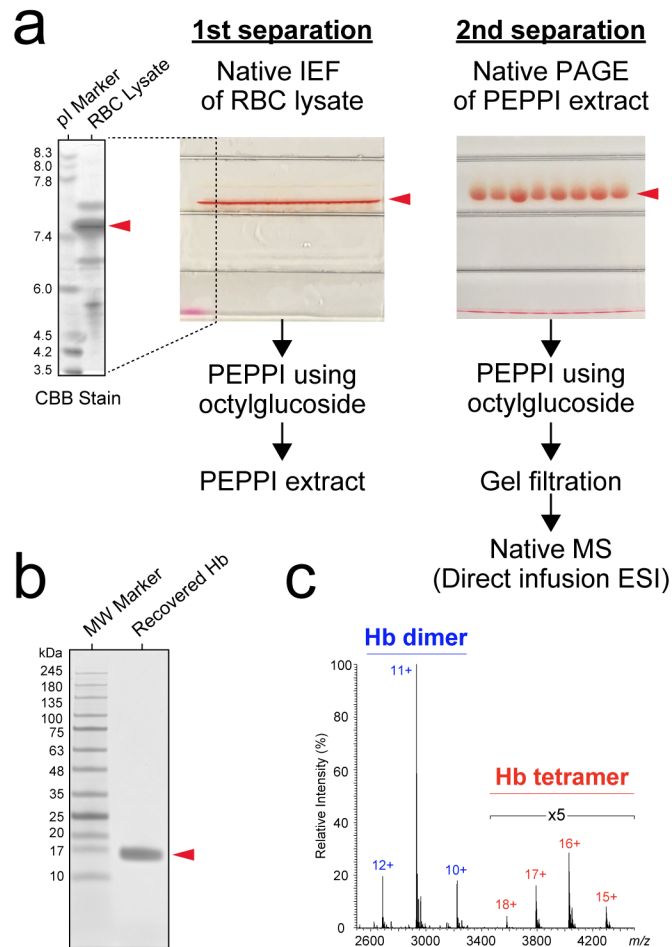 a
1st separation
Native IEF
of RBC lysate
2nd separation
Native PAGE
of PEPPI extract
pI Marker
RBC Lysate
8.3
8.0
7.8
7.4
6.0
4.5
4.2
3.5
CBB Stain
PEPPI using
octylglucoside
PEPPI extract
PEPPI using
octylglucoside
Gel filtration
Native MS
(Direct infusion ESI)
b
MW Marker
Recovered Hb
kDa
245
180
135
100
75
63
48
35
25
20
17
10
c
Hb dimer
Hb tetramer
x5
11+
12+
10+
18+
17+
16+
15+
Relative Intensity (%)
100
80
60
40
20
0
2600
3000
3400
3800
4200
m/z